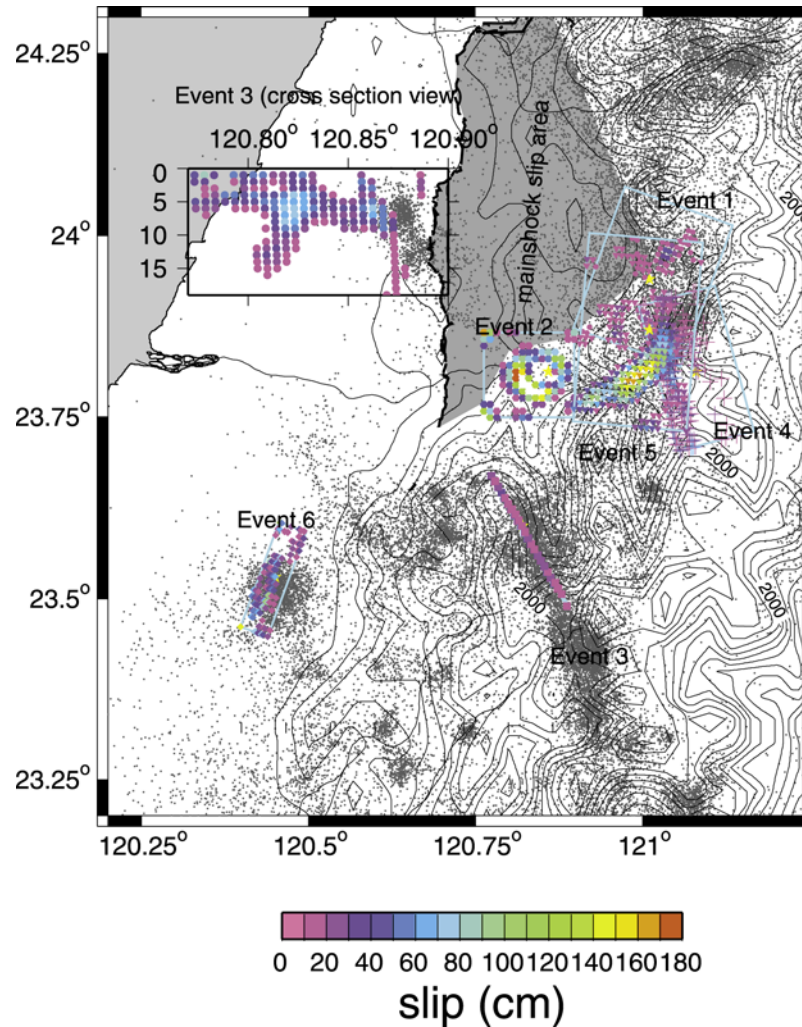 24.25°
Event 3 (cross section view)
120.80° 120.85° 120.90°
0
5
10
15
mainshock slip area
Event 1
2000
24°
Event 2
23.75°
Event 4
Event 5
2000
Event 6
23.5°
2000
2000
Event 3
23.25°
120.25° 120.5° 120.75° 121°
0 20 40 60 80 100 120 140 160 180
slip (cm)